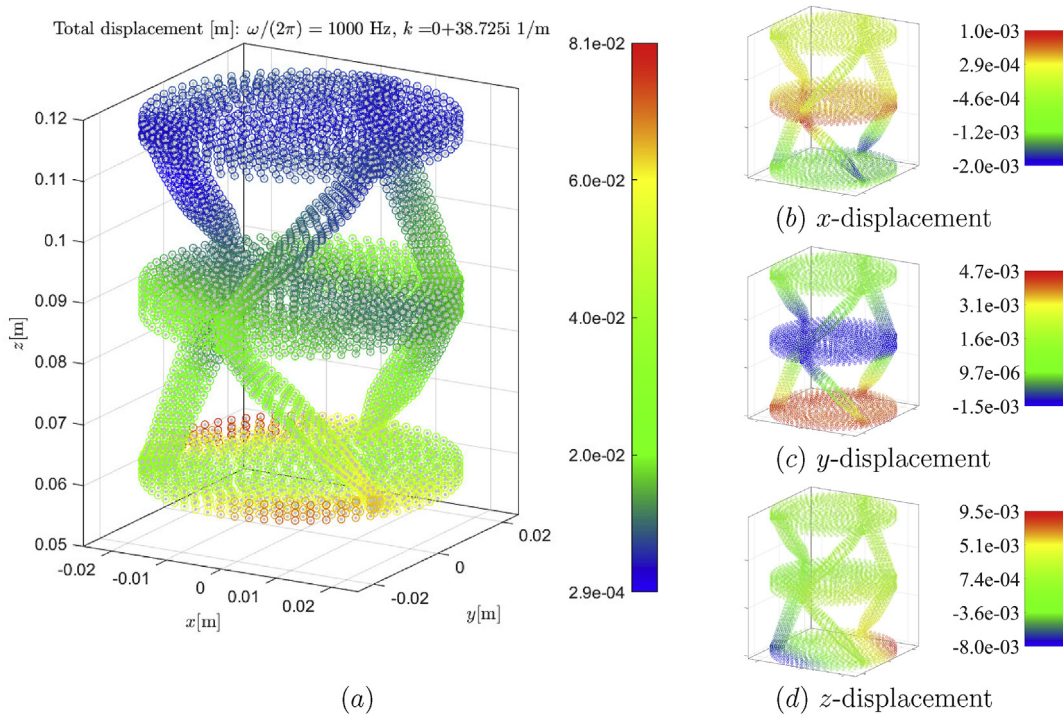 Total displacement [m]: ω/(2π) = 1000 Hz, k =0+38.725i 1/m
0.12
0.11
0.1
0.09
0.08
0.07
0.06
0.05
z[m]
-0.02
-0.01
0
0.01
0.02
x[m]
-0.02
0
0.02
y[m]
8.1e-02
6.0e-02
4.0e-02
2.0e-02
2.9e-04
(a)
1.0e-03
2.9e-04
-4.6e-04
-1.2e-03
-2.0e-03
(b) x-displacement
4.7e-03
3.1e-03
1.6e-03
9.7e-06
-1.5e-03
(c) y-displacement
9.5e-03
5.1e-03
7.4e-04
-3.6e-03
-8.0e-03
(d) z-displacement